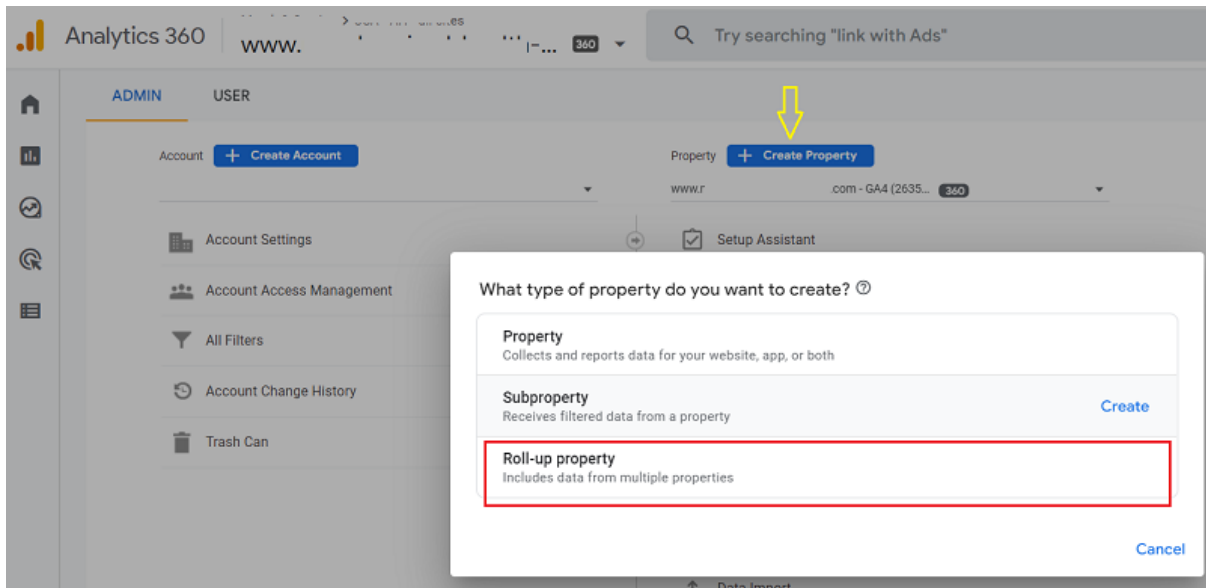 Analytics 360
www.
360
Try searching "link with Ads"
ADMIN
USER
Account
+ Create Account
Property
+ Create Property
www.r .com - GA4 (2635... 360
Account Settings
Setup Assistant
Account Access Management
All Filters
Account Change History
Trash Can
What type of property do you want to create?
Property
Collects and reports data for your website, app, or both
Subproperty
Receives filtered data from a property
Create
Roll-up property
Includes data from multiple properties
Cancel
Data Import